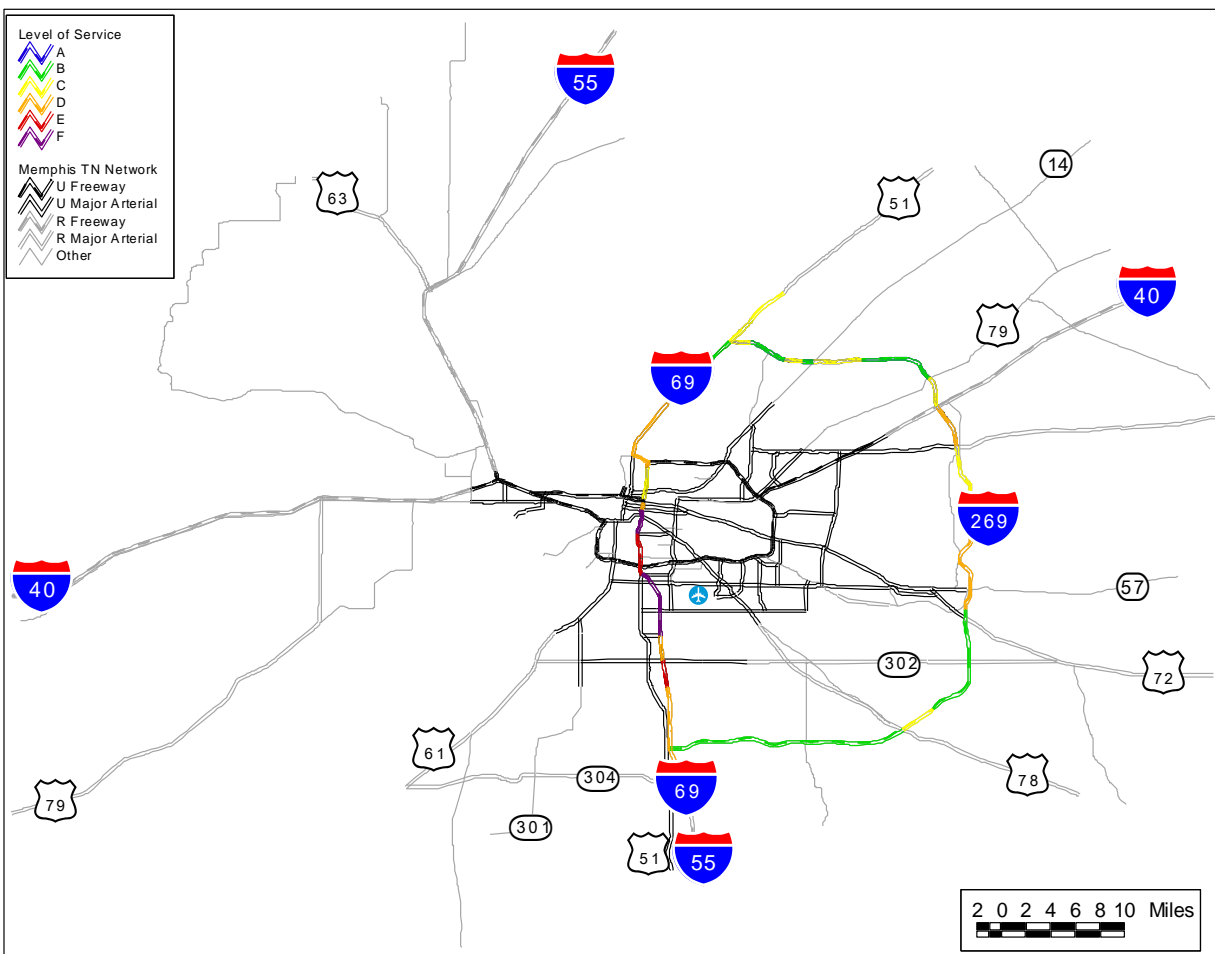 Level of Service
A
B
C
D
E
F
Memphis TN Network
U Freeway
U Major Arterial
R Freeway
R Major Arterial
Other
55
63
14
51
40
79
69
269
40
57
302
72
61
304
69
78
79
301
51
55
2 0 2 4 6 8 10 Miles